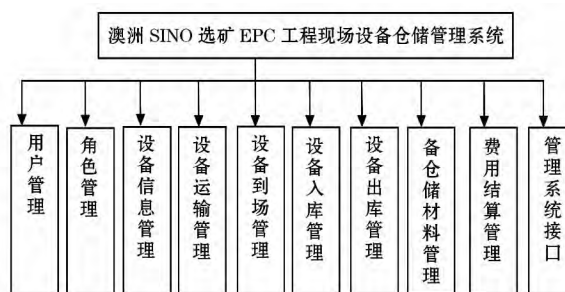 澳洲 SINO 选矿 EPC 工程现场设备仓储管理系统
用户管理
角色管理
设备信息管理
设备运输管理
设备到场管理
设备入库管理
设备出库管理
备仓储材料管理
费用结算管理
管理系统接口